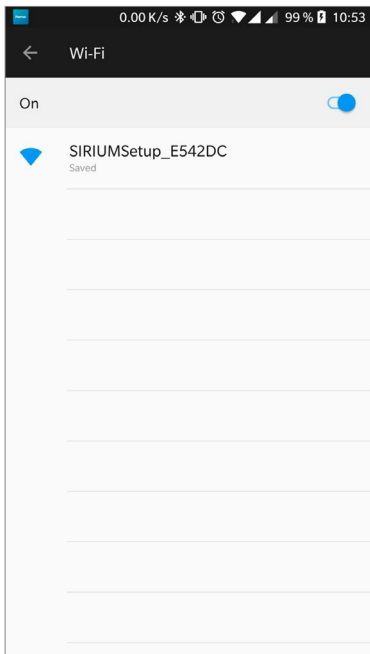 0.00 K/s 99 % 10:53
Wi-Fi
On
SIRIUMSetup_E542DC
Saved